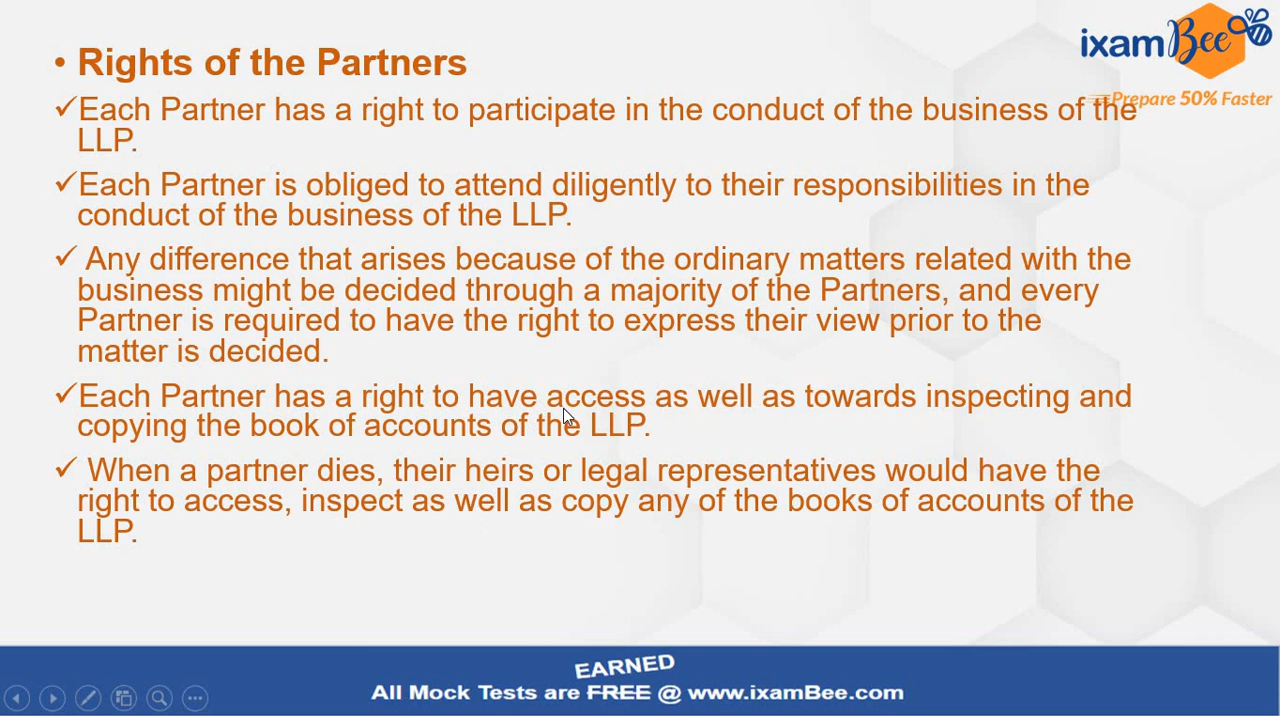 ixamBee
Prepare 50% Faster
• Rights of the Partners
✓Each Partner has a right to participate in the conduct of the business of the
LLP.
✓Each Partner is obliged to attend diligently to their responsibilities in the
conduct of the business of the LLP.
✓ Any difference that arises because of the ordinary matters related with the
business might be decided through a majority of the Partners, and every
Partner is required to have the right to express their view prior to the
matter is decided.
✓Each Partner has a right to have access as well as towards inspecting and
copying the book of accounts of the LLP.
✓ When a partner dies, their heirs or legal representatives would have the
right to access, inspect as well as copy any of the books of accounts of the
LLP.
EARNED
All Mock Tests are FREE @ www.ixamBee.com